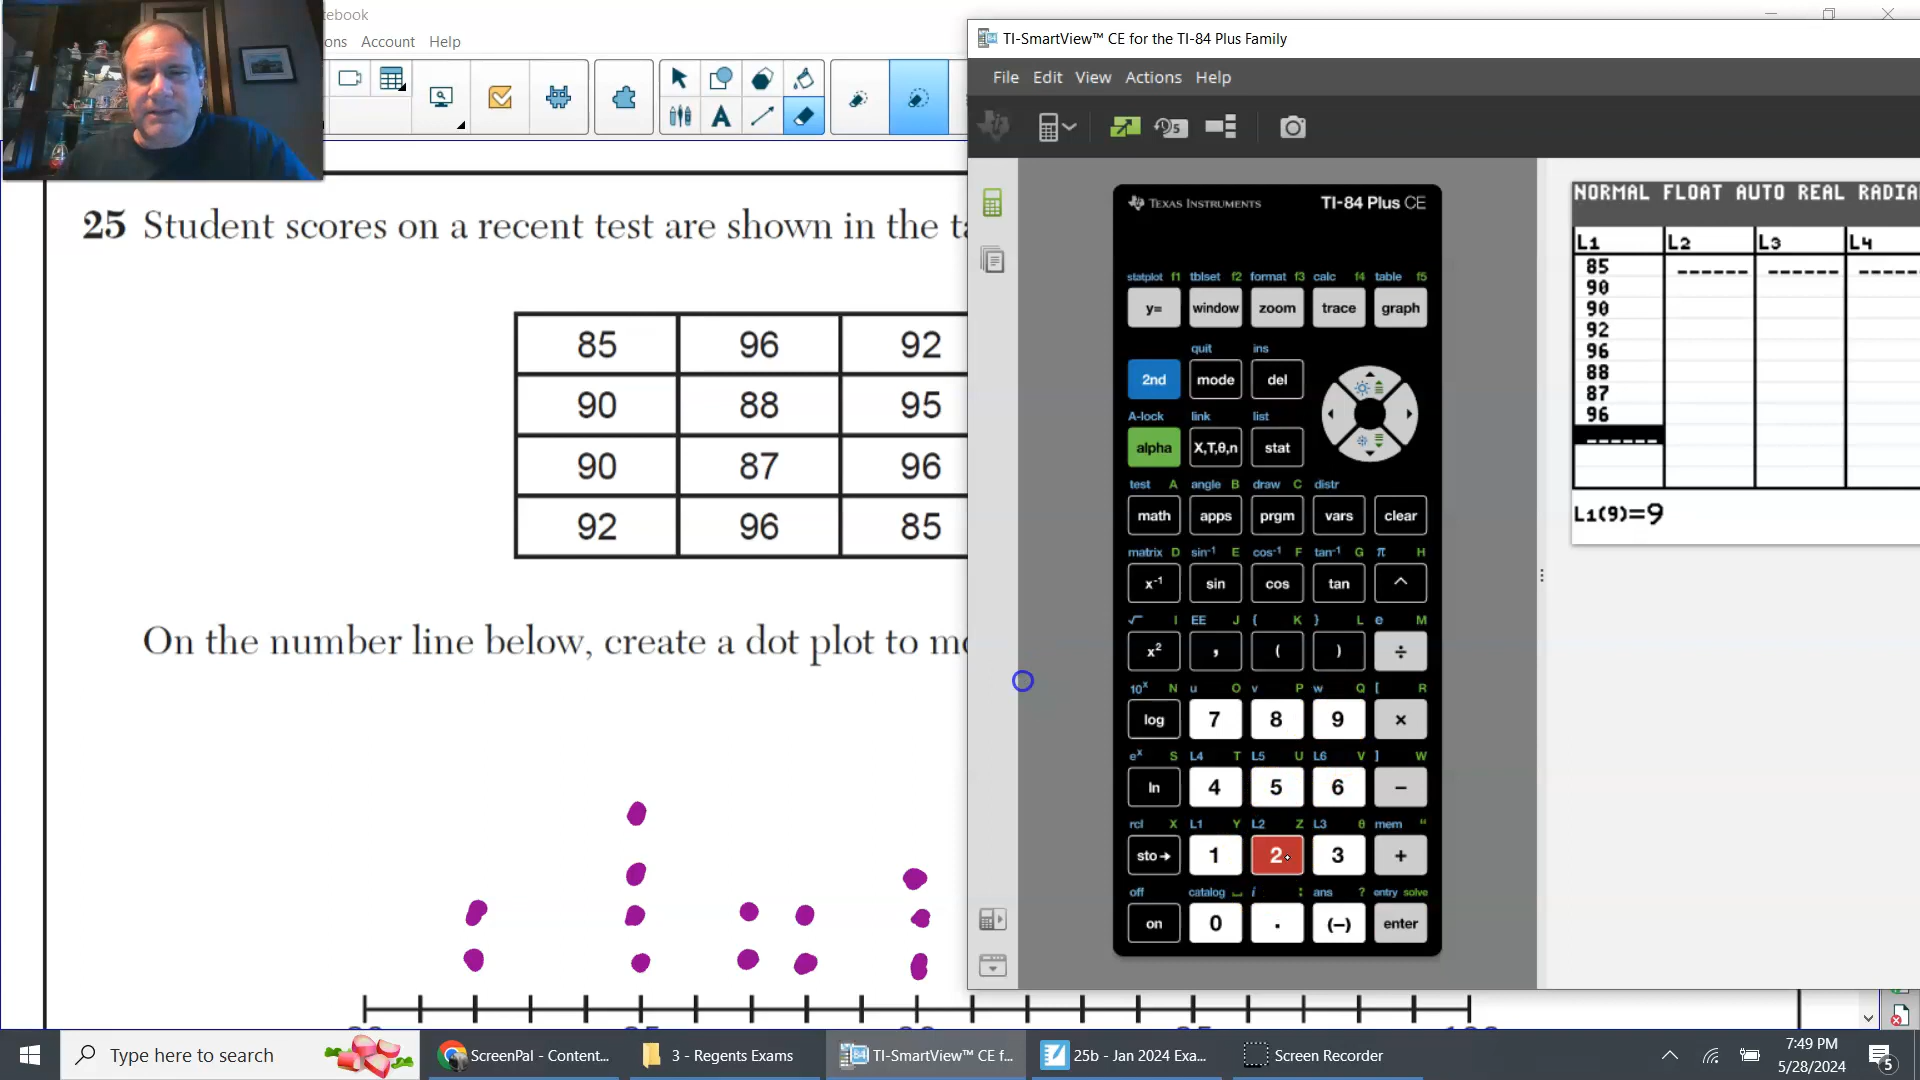 tebook
ons Account Help
TI-SmartView™ CE for the TI-84 Plus Family
File Edit View Actions Help
25 Student scores on a recent test are shown in the ta
85 96 92
90 88 95
90 87 96
92 96 85
On the number line below, create a dot plot to mo
TEXAS INSTRUMENTS TI-84 Plus CE
statplot f1 tblset f2 format f3 calc f4 table f5
y= window zoom trace graph
quit ins
2nd mode del
A-lock link list
alpha X,T,θ,n stat
test A angle B draw C distr
math apps prgm vars clear
matrix D sin⁻¹ E cos⁻¹ F tan⁻¹ G π H
x⁻¹ sin cos tan ^
√ I EE J { K } L e M
x² , ( ) ÷
10ˣ N u O v P w Q [ R
log 7 8 9 ×
eˣ S L4 T L5 U L6 V ] W
ln 4 5 6 −
rcl X L1 Y L2 Z L3 θ mem "
sto→ 1 2 3 +
off catalog i : ans ? entry solve
on 0 . (−) enter
NORMAL FLOAT AUTO REAL RADIA
L1 L2 L3 L4
85 ------ ------ ------
90
90
92
96
88
87
96
------
L1(9)=9
Type here to search
ScreenPal - Content...
3 - Regents Exams
TI-SmartView™ CE f...
25b - Jan 2024 Exa...
Screen Recorder
7:49 PM
5/28/2024
5